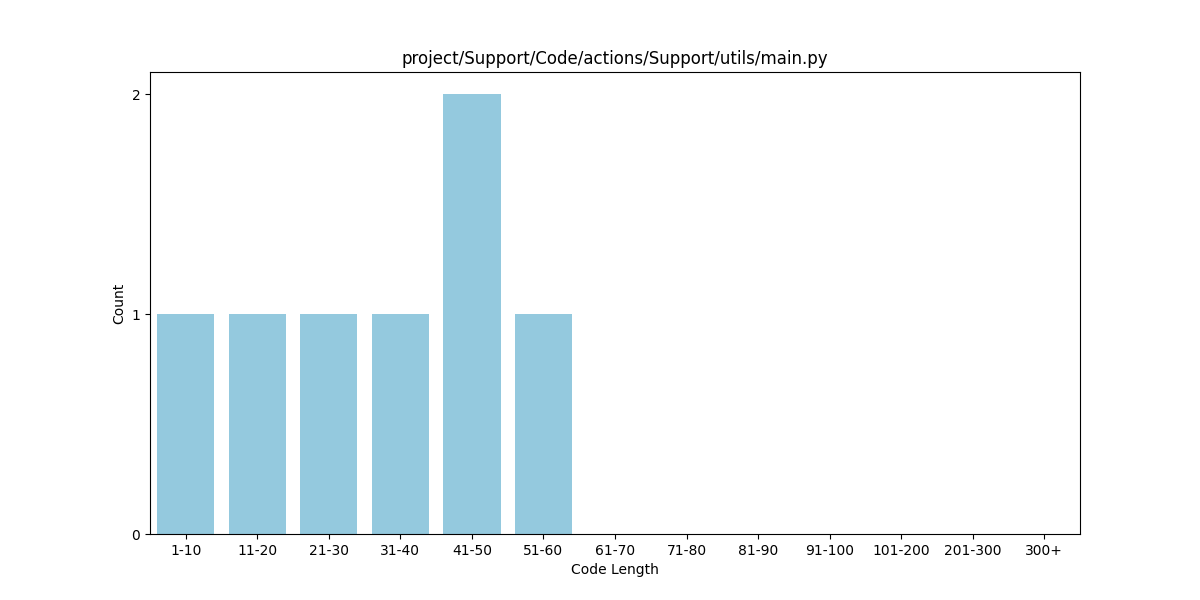 project/Support/Code/actions/Support/utils/main.py
2
1
0
Count
1-10 11-20 21-30 31-40 41-50 51-60 61-70 71-80 81-90 91-100 101-200 201-300 300+
Code Length